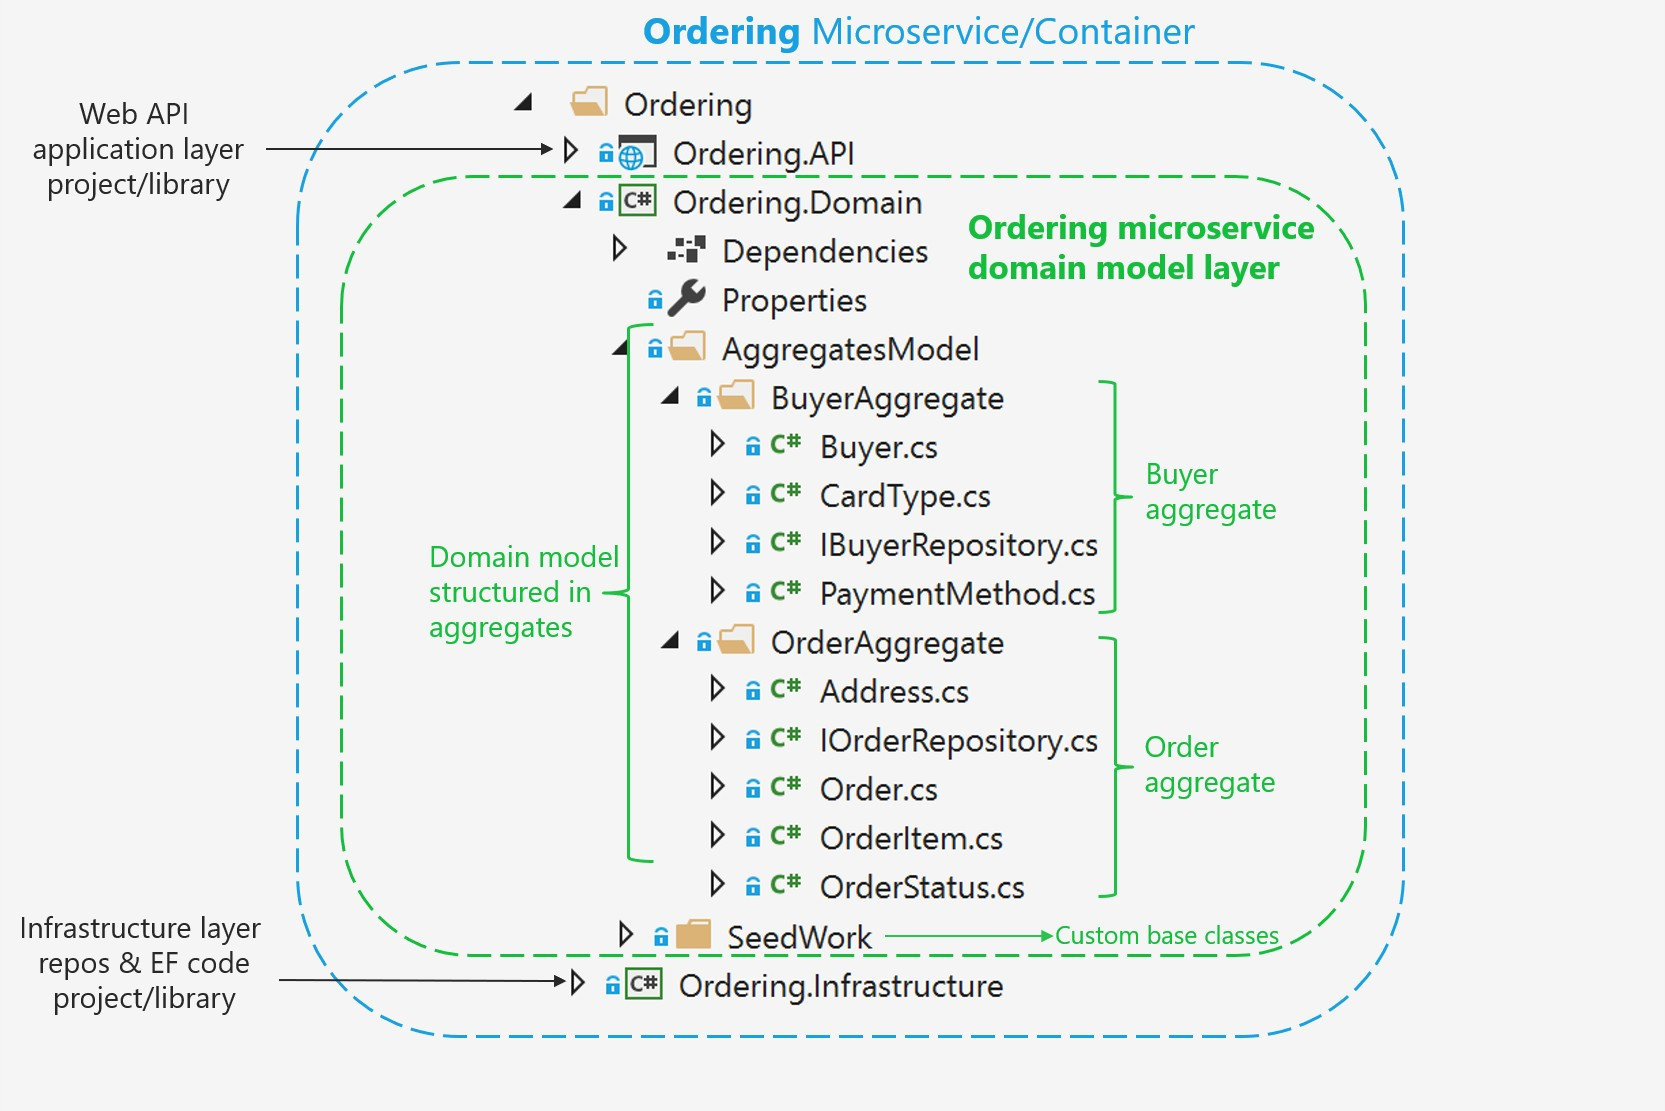 Ordering Microservice/Container
Web API
application layer
project/library
Ordering
Ordering.API
C# Ordering.Domain
Ordering microservice
domain model layer
Dependencies
Properties
AggregatesModel
BuyerAggregate
C# Buyer.cs
C# CardType.cs
C# IBuyerRepository.cs
C# PaymentMethod.cs
Buyer
aggregate
Domain model
structured in
aggregates
OrderAggregate
C# Address.cs
C# IOrderRepository.cs
C# Order.cs
C# OrderItem.cs
C# OrderStatus.cs
Order
aggregate
SeedWork
Custom base classes
Infrastructure layer
repos & EF code
project/library
C# Ordering.Infrastructure